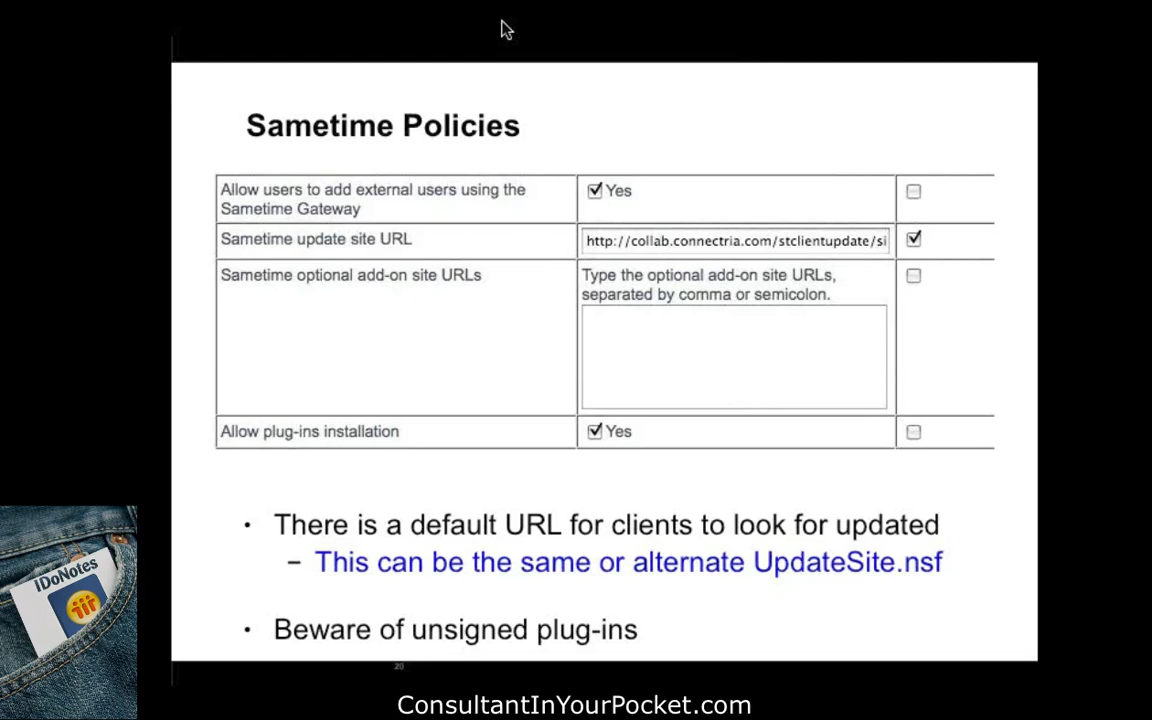 Sametime Policies
Allow users to add external users using the
Sametime Gateway
Yes
Sametime update site URL
http://collab.connectria.com/stclientupdate/si
Sametime optional add-on site URLs
Type the optional add-on site URLs,
separated by comma or semicolon.
Allow plug-ins installation
Yes
• There is a default URL for clients to look for updated
– This can be the same or alternate UpdateSite.nsf
• Beware of unsigned plug-ins
20
IDoNotes
ConsultantInYourPocket.com